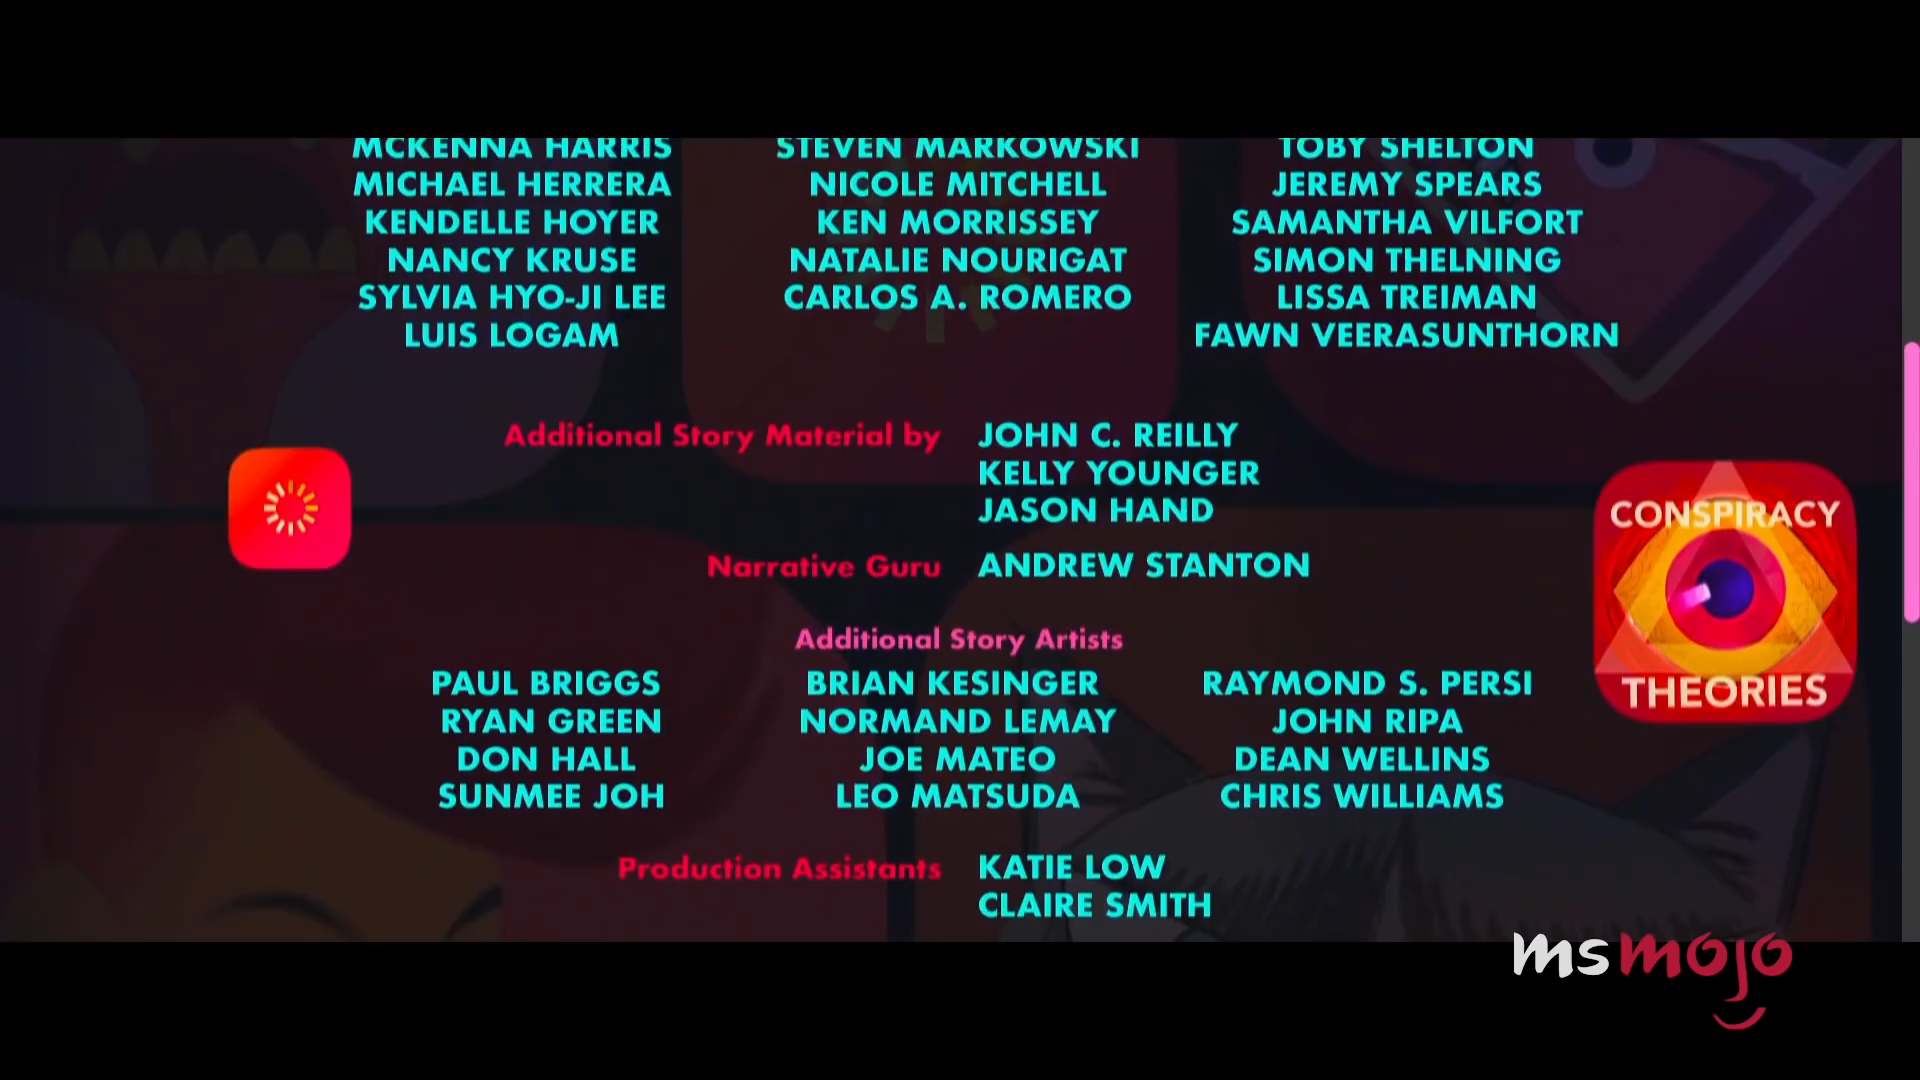 MCKENNA HARRIS STEVEN MARKOWSKI TOBY SHELTON
MICHAEL HERRERA NICOLE MITCHELL JEREMY SPEARS
KENDELLE HOYER KEN MORRISSEY SAMANTHA VILFORT
NANCY KRUSE NATALIE NOURIGAT SIMON THELNING
SYLVIA HYO-JI LEE CARLOS A. ROMERO LISSA TREIMAN
LUIS LOGAM FAWN VEERASUNTHORN
Additional Story Material by JOHN C. REILLY
KELLY YOUNGER
JASON HAND
Narrative Guru ANDREW STANTON
Additional Story Artists
PAUL BRIGGS BRIAN KESINGER RAYMOND S. PERSI
RYAN GREEN NORMAND LEMAY JOHN RIPA
DON HALL JOE MATEO DEAN WELLINS
SUNMEE JOH LEO MATSUDA CHRIS WILLIAMS
Production Assistants KATIE LOW
CLAIRE SMITH
CONSPIRACY
THEORIES
msmojo